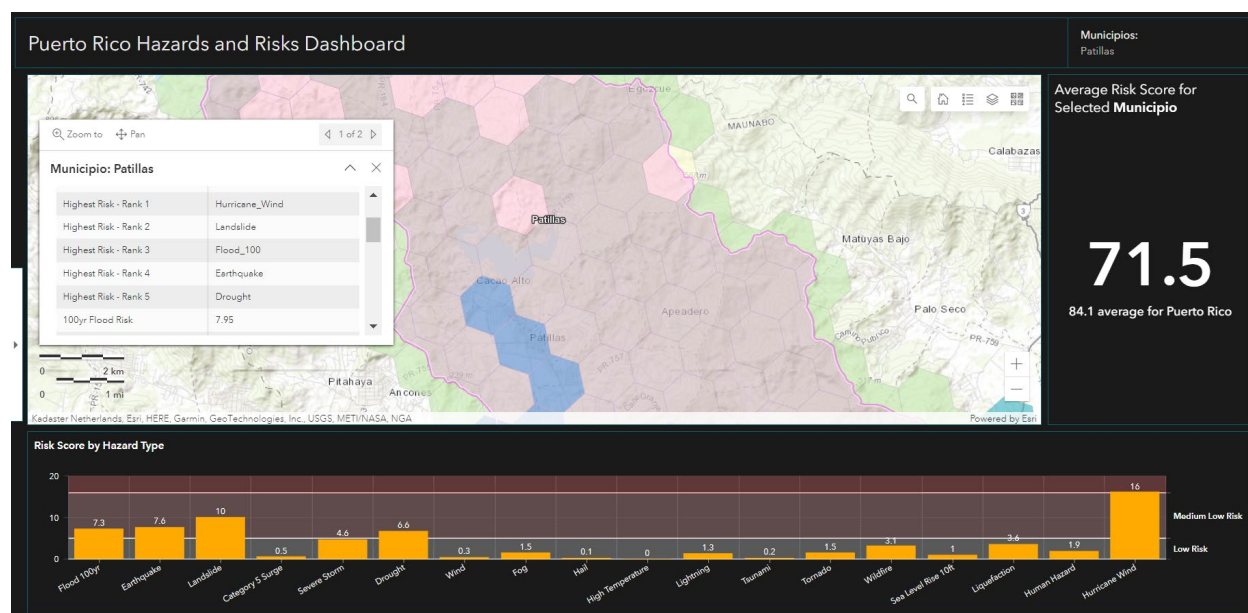 Puerto Rico Hazards and Risks Dashboard
Municipios:
Patillas
Zoom to
Pan
1 of 2
Municipio: Patillas
Highest Risk - Rank 1 Hurricane_Wind
Highest Risk - Rank 2 Landslide
Highest Risk - Rank 3 Flood_100
Highest Risk - Rank 4 Earthquake
Highest Risk - Rank 5 Drought
100yr Flood Risk 7.95
Egozcue
MAUNABO
Calabazas
3
Patillas
Matuyas Bajo
Cacao Alto
Apeadero
Palo Seco
Patillas
PR-759
PR-757
Pitahaya
Ancones
0 2 km
0 1 mi
+
−
Kadaster Netherlands, Esri, HERE, Garmin, GeoTechnologies, Inc., USGS, METI/NASA, NGA
Powered by Esri
Average Risk Score for
Selected Municipio
71.5
84.1 average for Puerto Rico
Risk Score by Hazard Type
20
10
0
7.3
7.6
10
0.5
4.6
6.6
0.3
1.5
0.1
0
1.3
0.2
1.5
3.1
1
3.6
1.9
16
Medium Low Risk
Low Risk
Flood 100yr
Earthquake
Landslide
Category 5 Surge
Severe Storm
Drought
Wind
Fog
Hail
High Temperature
Lightning
Tsunami
Tornado
Wildfire
Sea Level Rise 10ft
Liquefaction
Human Hazard
Hurricane Wind